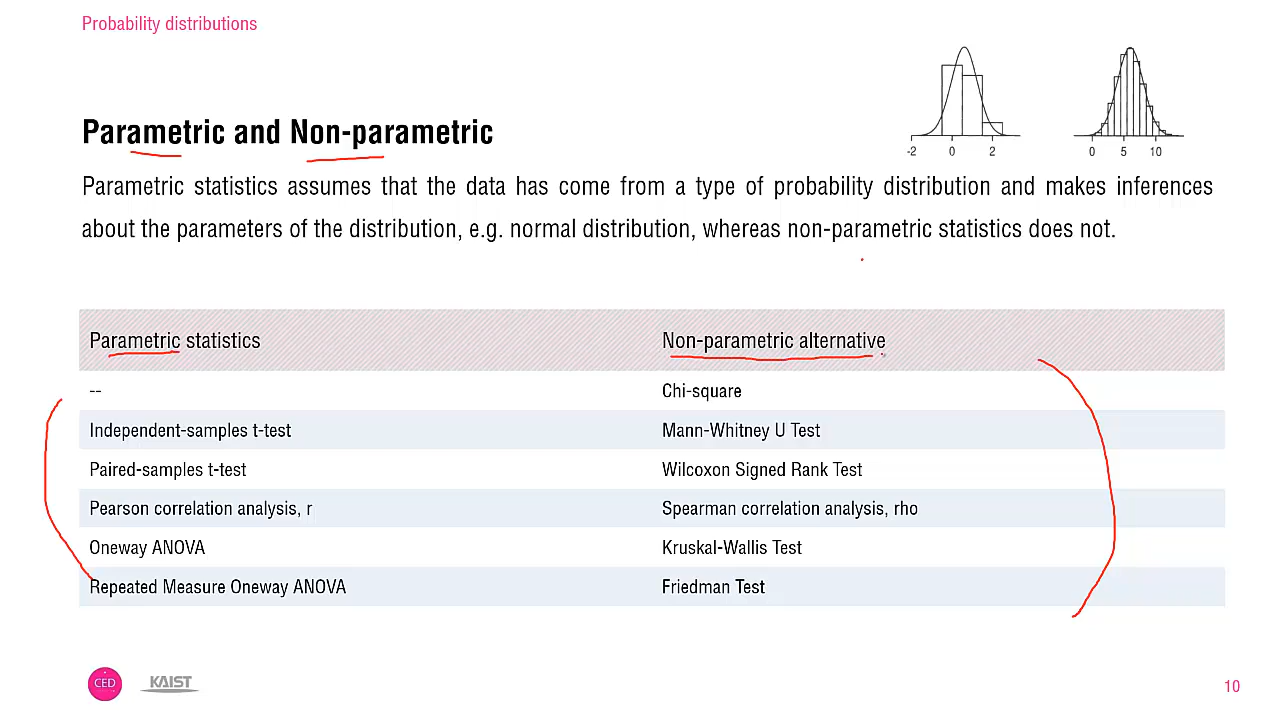 Probability distributions
-2 0 2
0 5 10
Parametric and Non-parametric
Parametric statistics assumes that the data has come from a type of probability distribution and makes inferences
about the parameters of the distribution, e.g. normal distribution, whereas non-parametric statistics does not.
Parametric statistics Non-parametric alternative
-- Chi-square
Independent-samples t-test Mann-Whitney U Test
Paired-samples t-test Wilcoxon Signed Rank Test
Pearson correlation analysis, r Spearman correlation analysis, rho
Oneway ANOVA Kruskal-Wallis Test
Repeated Measure Oneway ANOVA Friedman Test
CED KAIST 10